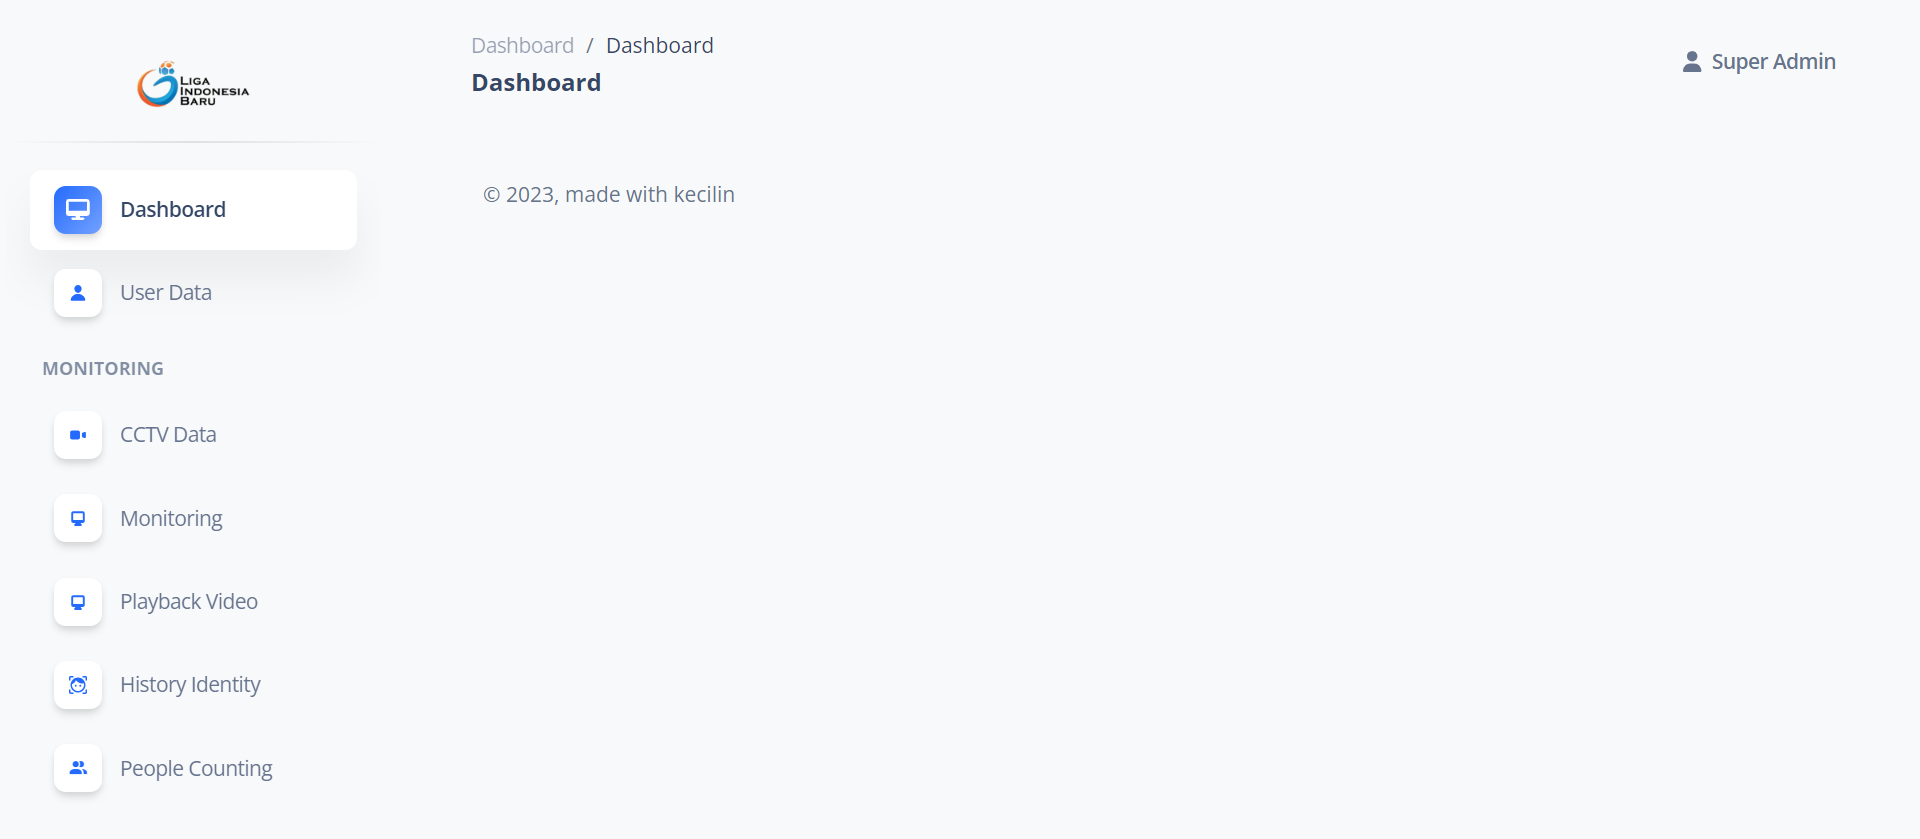 LIGA
INDONESIA
BARU
Dashboard
User Data
MONITORING
CCTV Data
Monitoring
Playback Video
History Identity
People Counting
Dashboard / Dashboard
Dashboard
Super Admin
© 2023, made with kecilin